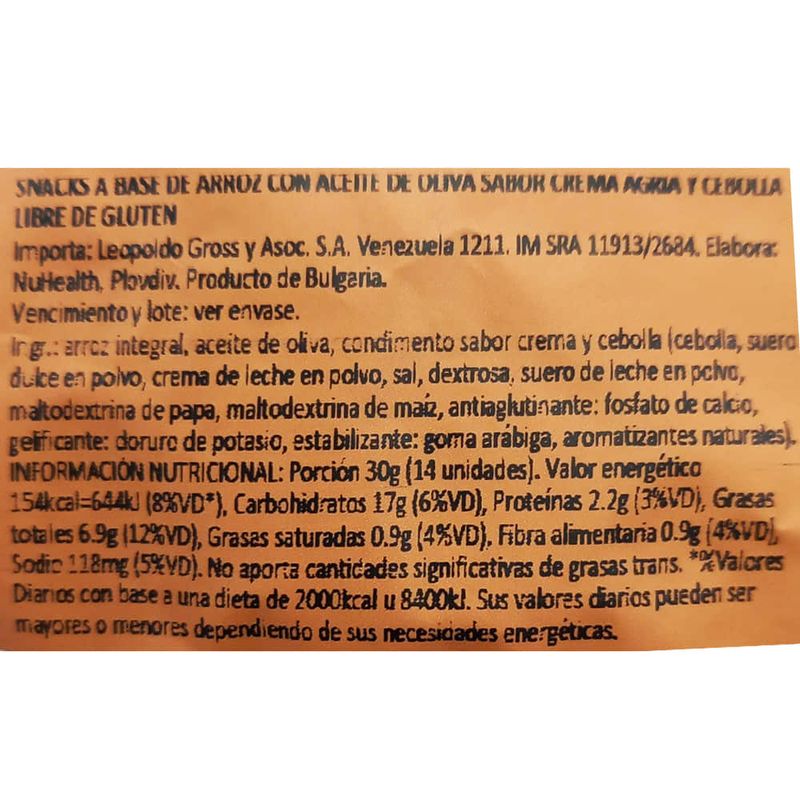 SNACKS A BASE DE ARROZ CON ACEITE DE OLIVA SABOR CREMA AGRIA Y CEBOLLA
LIBRE DE GLUTEN
Importa: Leopoldo Gross y Asoc. S.A. Venezuela 1211. IM SRA 11913/2684. Elabora:
NuHealth, Plovdiv. Producto de Bulgaria.
Vencimiento y lote: ver envase.
Ingr.: arroz integral, aceite de oliva, condimento sabor crema y cebolla (cebolla, suero
dulce en polvo, crema de leche en polvo, sal, dextrosa, suero de leche en polvo,
maltodextrina de papa, maltodextrina de maíz, antiaglutinante: fosfato de calcio,
gelificante: cloruro de potasio, estabilizante: goma arábiga, aromatizantes naturales).
INFORMACIÓN NUTRICIONAL: Porción 30g (14 unidades). Valor energético
154kcal=644kJ (8%VD*), Carbohidratos 17g (6%VD), Proteínas 2.2g (3%VD), Grasas
totales 6.9g (12%VD), Grasas saturadas 0.9g (4%VD), Fibra alimentaria 0.9g (4%VD),
Sodio 118mg (5%VD). No aporta cantidades significativas de grasas trans. *%Valores
Diarios con base a una dieta de 2000kcal u 8400kJ. Sus valores diarios pueden ser
mayores o menores dependiendo de sus necesidades energéticas.